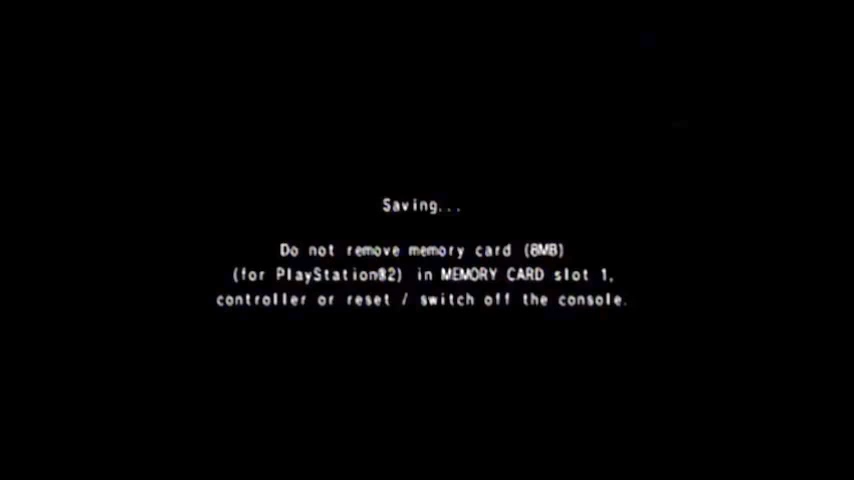 Saving...
Do not remove memory card (8MB)
(for PlayStation®2) in MEMORY CARD slot 1,
controller or reset / switch off the console.